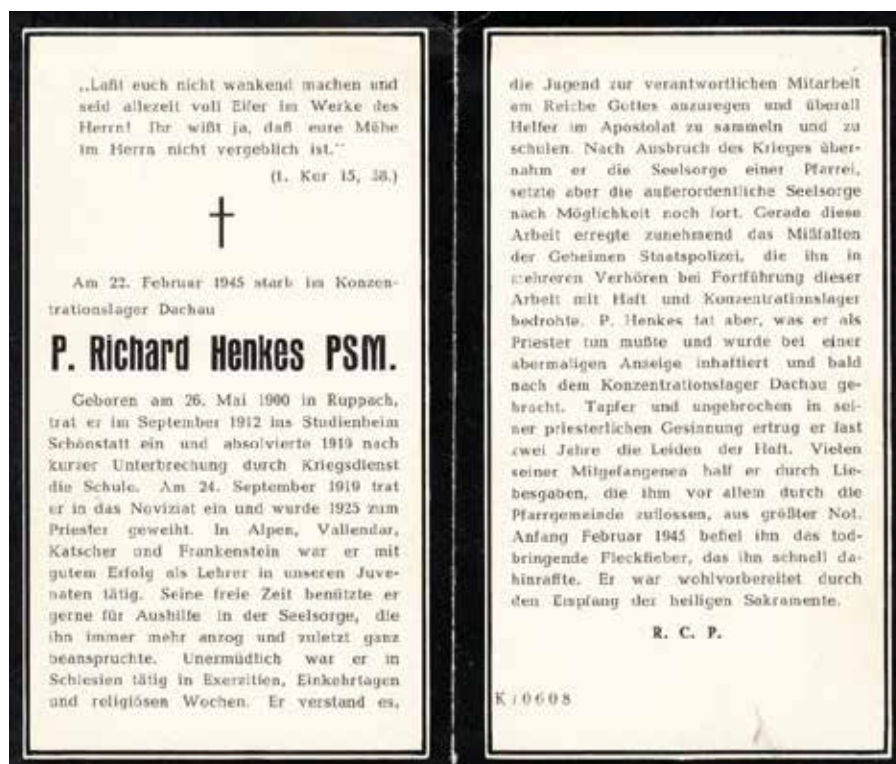 „Laßt euch nicht wankend machen und
seid allezeit voll Eifer im Werke des
Herrn! Ihr wißt ja, daß eure Mühe
im Herrn nicht vergeblich ist.“
(1. Kor 15, 58.)
Am 22. Februar 1945 starb im Konzen-
trationslager Dachau
P. Richard Henkes PSM.
Geboren am 26. Mai 1900 in Ruppach,
trat er im September 1912 ins Studienheim
Schönstatt ein und absolvierte 1919 nach
kurzer Unterbrechung durch Kriegsdienst
die Schule. Am 24. September 1919 trat
er in das Noviziat ein und wurde 1925 zum
Priester geweiht. In Alpen, Vallendar,
Katscher und Frankenstein war er mit
gutem Erfolg als Lehrer in unseren Juve-
naten tätig. Seine freie Zeit benützte er
gerne für Aushilfe in der Seelsorge, die
ihn immer mehr anzog und zuletzt ganz
beanspruchte. Unermüdlich war er in
Schlesien tätig in Exerzitien, Einkehrtagen
und religiösen Wochen. Er verstand es,
die Jugend zur verantwortlichen Mitarbeit
am Reiche Gottes anzuregen und überall
Helfer im Apostolat zu sammeln und zu
schulen. Nach Ausbruch des Krieges über-
nahm er die Seelsorge einer Pfarrei,
setzte aber die außerordentliche Seelsorge
nach Möglichkeit noch fort. Gerade diese
Arbeit erregte zunehmend das Mißfallen
der Geheimen Staatspolizei, die ihn in
mehreren Verhören bei Fortführung dieser
Arbeit mit Haft und Konzentrationslager
bedrohte. P. Henkes tat aber, was er als
Priester tun mußte und wurde bei einer
abermaligen Anzeige inhaftiert und bald
nach dem Konzentrationslager Dachau ge-
bracht. Tapfer und ungebrochen in sei-
ner priesterlichen Gesinnung ertrug er fast
zwei Jahre die Leiden der Haft. Vielen
seiner Mitgefangenen half er durch Lie-
besgaben, die ihm vor allem durch die
Pfarrgemeinde zuflossen, aus größter Not.
Anfang Februar 1945 befiel ihn das tod-
bringende Fleckfieber, das ihn schnell da-
hinraffte. Er war wohlvorbereitet durch
den Empfang der heiligen Sakramente.
R. C. P.
K / 0608